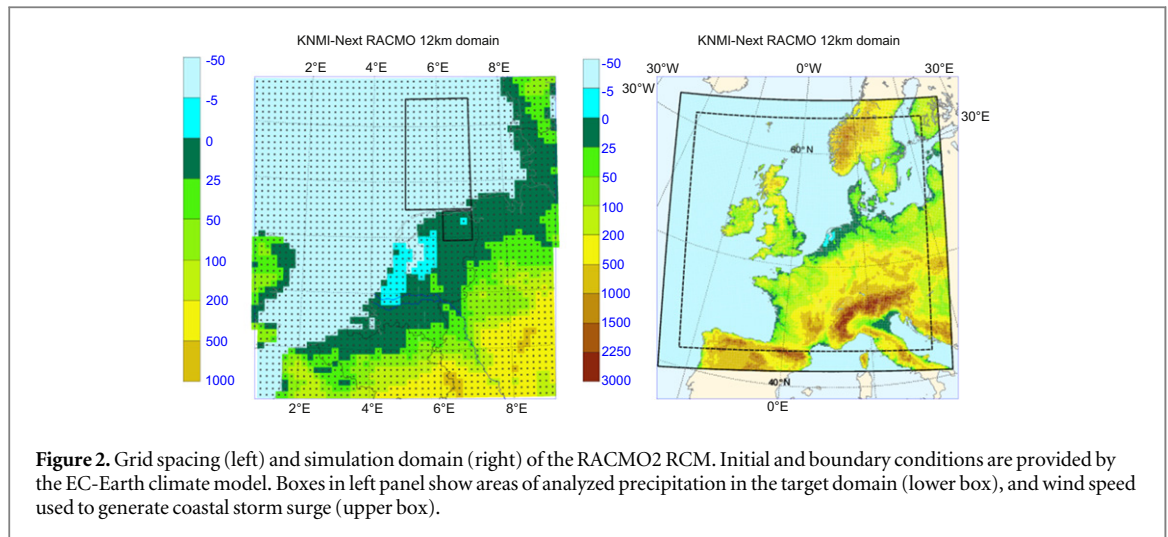 KNMI-Next RACMO 12km domain
2°E 4°E 6°E 8°E
-50
-5
0
25
50
100
200
500
1000
2°E 4°E 6°E 8°E
KNMI-Next RACMO 12km domain
30°W 0°W 30°E
30°W
30°E
-50
-5
0
25
50
100
200
500
1000
1500
2250
3000
60°N
40°N
0°E
Figure 2. Grid spacing (left) and simulation domain (right) of the RACMO2 RCM. Initial and boundary conditions are provided by
the EC-Earth climate model. Boxes in left panel show areas of analyzed precipitation in the target domain (lower box), and wind speed
used to generate coastal storm surge (upper box).